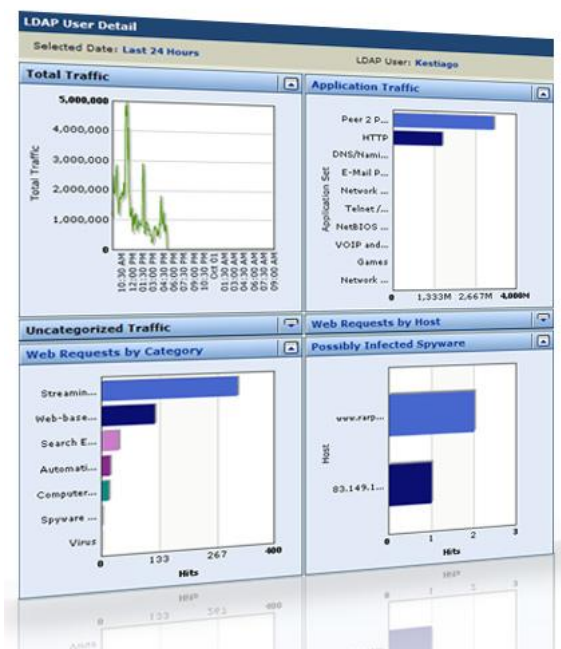 LDAP User Detail
Selected Date: Last 24 Hours
LDAP User: Kestiago
Total Traffic
5,000,000
4,000,000
3,000,000
2,000,000
1,000,000
0
Total Traffic
10:30 AM
12:00 PM
01:30 PM
03:00 PM
04:30 PM
06:00 PM
07:30 PM
09:00 PM
10:30 PM
Oct 01
01:30 AM
03:00 AM
04:30 AM
06:00 AM
07:30 AM
09:00 AM
Application Traffic
Application Set
Peer 2 P...
HTTP
DNS/Nami...
E-Mail P...
Network ...
Telnet/...
NetBIOS ...
VOIP and...
Games
Network ...
0 1,333M 2,667M 4,000M
Uncategorized Traffic
Web Requests by Host
Web Requests by Category
Streamin...
Web-base...
Search E...
Automati...
Computer...
Spyware ...
Virus
0 133 267 400
Hits
Possibly Infected Spyware
Host
www.rarp...
83.149.1...
0 1 2 3
Hits